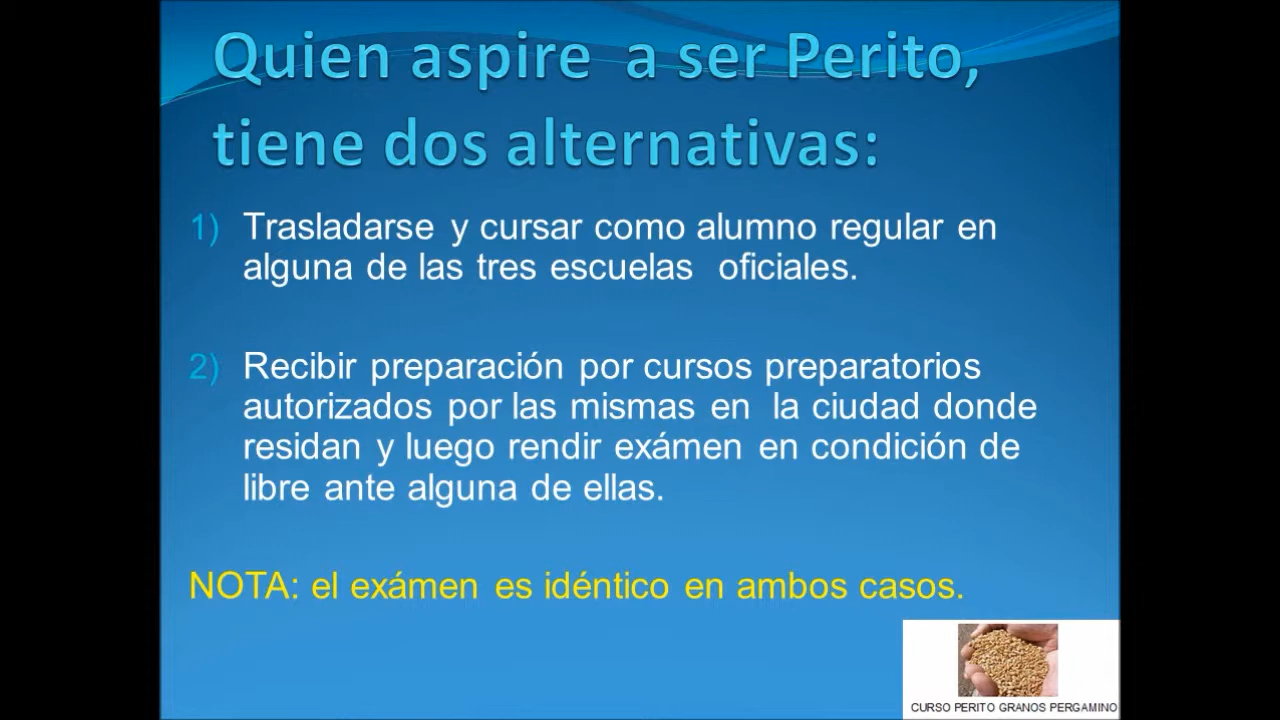 Quien aspire a ser Perito,
tiene dos alternativas:
1) Trasladarse y cursar como alumno regular en
alguna de las tres escuelas oficiales.
2) Recibir preparación por cursos preparatorios
autorizados por las mismas en la ciudad donde
residan y luego rendir exámen en condición de
libre ante alguna de ellas.
NOTA: el exámen es idéntico en ambos casos.
CURSO PERITO GRANOS PERGAMINO